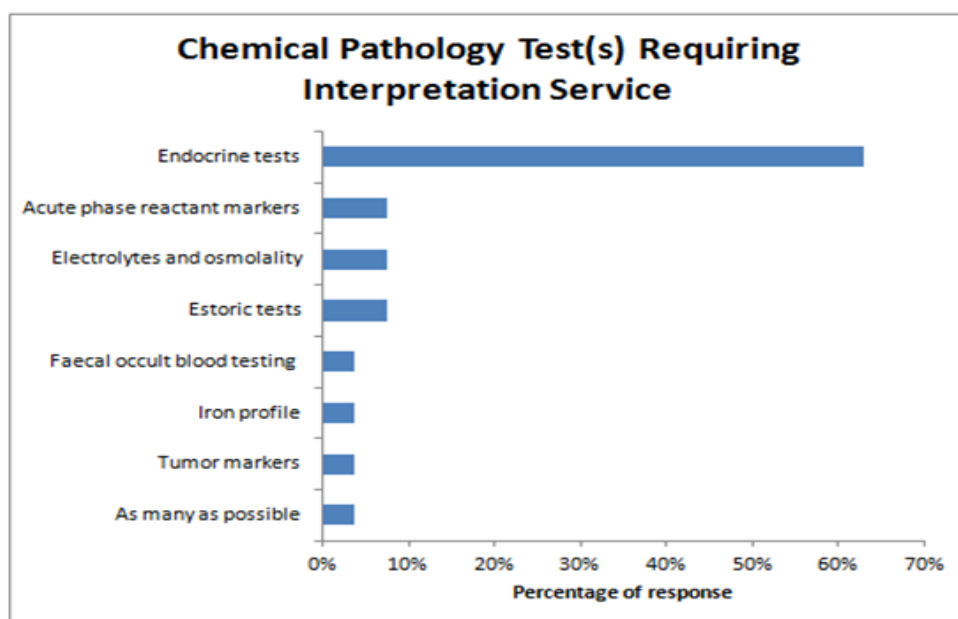 Chemical Pathology Test(s) Requiring
Interpretation Service
Endocrine tests
Acute phase reactant markers
Electrolytes and osmolality
Estoric tests
Faecal occult blood testing
Iron profile
Tumor markers
As many as possible
0% 10% 20% 30% 40% 50% 60% 70%
Percentage of response